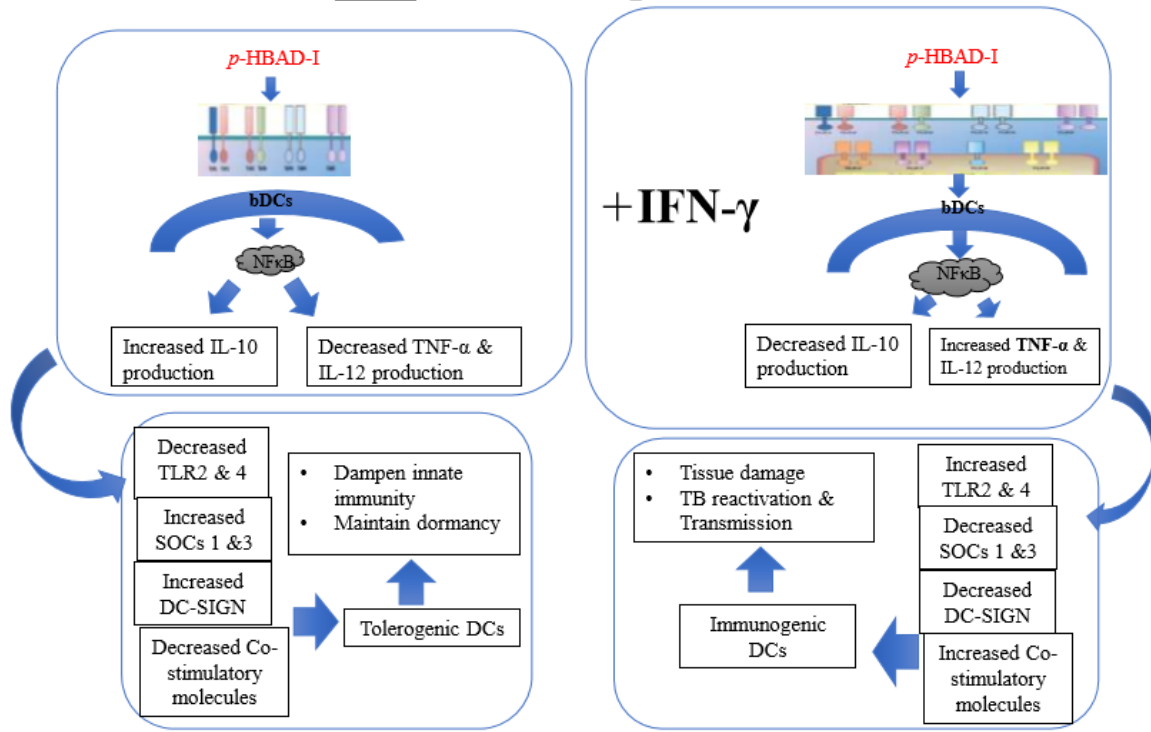 p-HBAD-I
bDCs
NFκB
Increased IL-10
production
Decreased TNF-α &
IL-12 production
Decreased
TLR2 & 4
Increased
SOCs 1 &3
Increased
DC-SIGN
Decreased Co-
stimulatory
molecules
• Dampen innate
immunity
• Maintain dormancy
Tolerogenic DCs
+IFN-γ
p-HBAD-I
bDCs
NFκB
Decreased IL-10
production
Increased TNF-α &
IL-12 production
• Tissue damage
• TB reactivation &
Transmission
Immunogenic
DCs
Increased
TLR2 & 4
Decreased
SOCs 1 &3
Decreased
DC-SIGN
Increased Co-
stimulatory
molecules